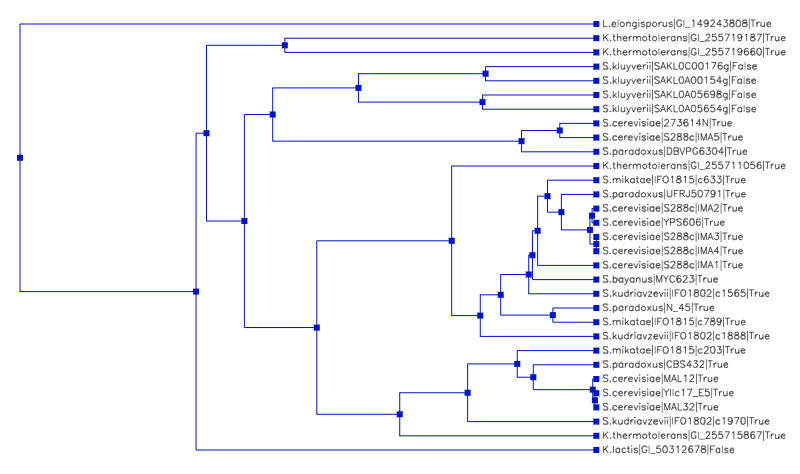 L.elongisporus|GI_149243808|True
K.thermotolerans|GI_255719187|True
K.thermotolerans|GI_255719660|True
S.kluyverii|SAKL0C00176g|False
S.kluyverii|SAKL0A00154g|False
S.kluyverii|SAKL0A05698g|False
S.kluyverii|SAKL0A05654g|False
S.cerevisiae|273614N|True
S.cerevisiae|S288c|IMA5|True
S.paradoxus|DBVPG6304|True
K.thermotolerans|GI_255711056|True
S.mikatae|IFO1815|c633|True
S.paradoxus|UFRJ50791|True
S.cerevisiae|S288c|IMA2|True
S.cerevisiae|YPS606|True
S.cerevisiae|S288c|IMA3|True
S.cerevisiae|S288c|IMA4|True
S.cerevisiae|S288c|IMA1|True
S.bayanus|MYC623|True
S.kudriavzevii|IFO1802|c1565|True
S.paradoxus|N_45|True
S.mikatae|IFO1815|c789|True
S.kudriavzevii|IFO1802|c1888|True
S.mikatae|IFO1815|c203|True
S.paradoxus|CBS432|True
S.cerevisiae|MAL12|True
S.cerevisiae|YIlc17_E5|True
S.cerevisiae|MAL32|True
S.kudriavzevii|IFO1802|c1970|True
K.thermotolerans|GI_255715867|True
K.lactis|GI_50312678|False